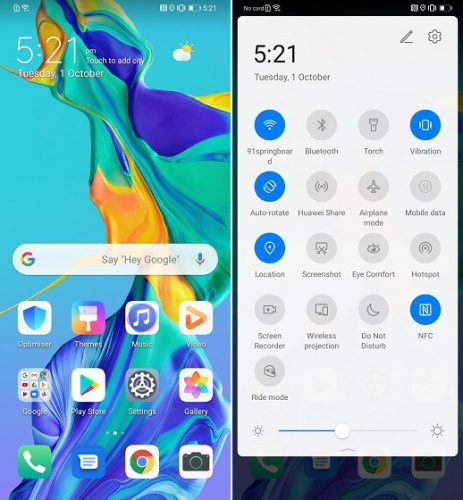 5:21
5:21 pm
Touch to add city
Tuesday, 1 October
G Say "Hey Google"
Optimiser Themes Music Video
Google Play Store Settings Gallery
No card
5:21
5:21
Tuesday, 1 October
91springboar
d
Bluetooth Torch Vibration
Auto-rotate Huawei Share Airplane
mode
Mobile data
Location Screenshot Eye Comfort Hotspot
Screen
Recorder
Wireless
projection
Do Not
Disturb
NFC
Ride mode